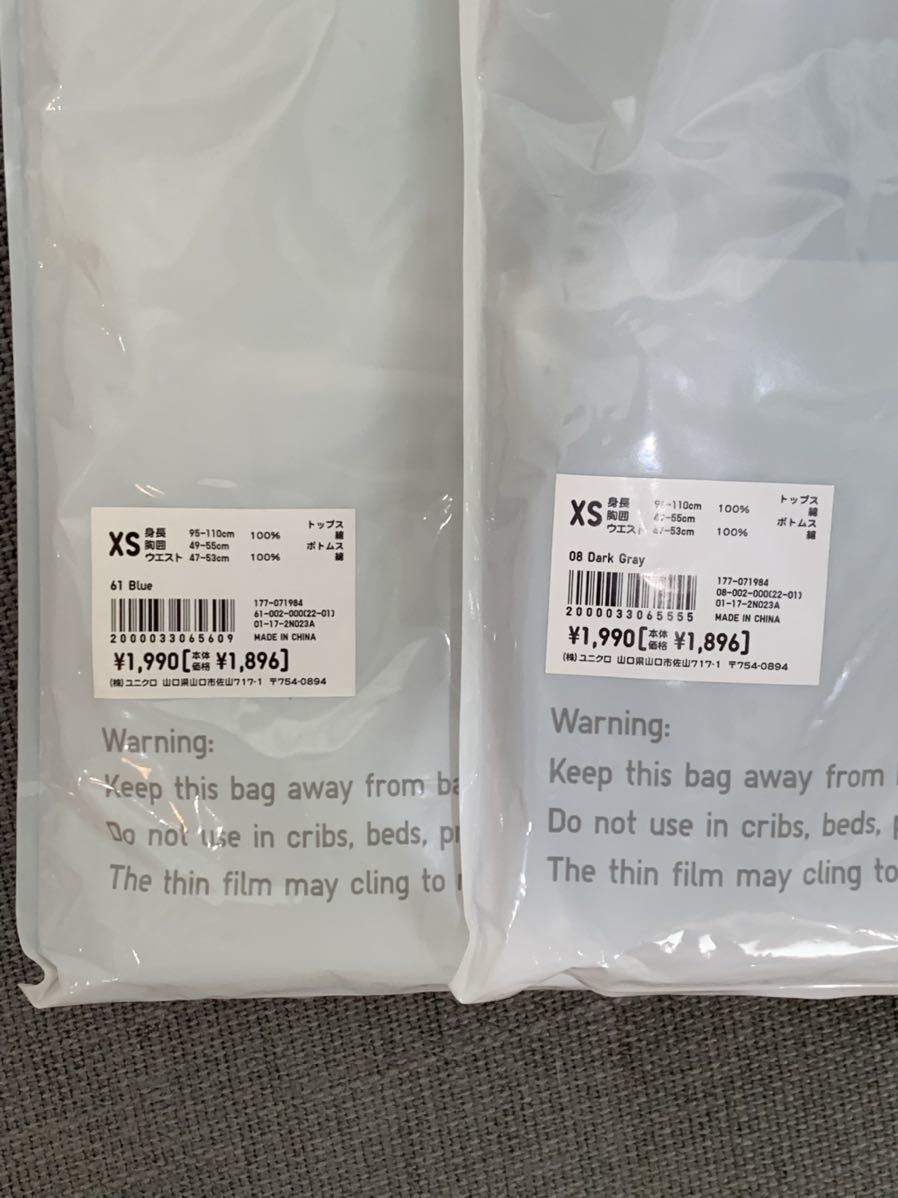 XS 身長 95-110cm 100% トップス
胸囲 49-55cm 綿
ウエスト 47-53cm 100% ボトムス
綿
61 Blue
177-071984
61-002-000(22-01)
01-17-2N023A
2000033065609 MADE IN CHINA
¥1,990[本体価格 ¥1,896]
(株)ユニクロ 山口県山口市佐山717-1 〒754-0894
Warning:
Keep this bag away from ba
Do not use in cribs, beds, pr
The thin film may cling to
XS 身長 95-110cm 100% トップス
胸囲 49-55cm 綿
ウエスト 47-53cm 100% ボトムス
綿
08 Dark Gray
177-071984
08-002-000(22-01)
01-17-2N023A
2000033065555 MADE IN CHINA
¥1,990[本体価格 ¥1,896]
(株)ユニクロ 山口県山口市佐山717-1 〒754-0894
Warning:
Keep this bag away from
Do not use in cribs, beds,
The thin film may cling to